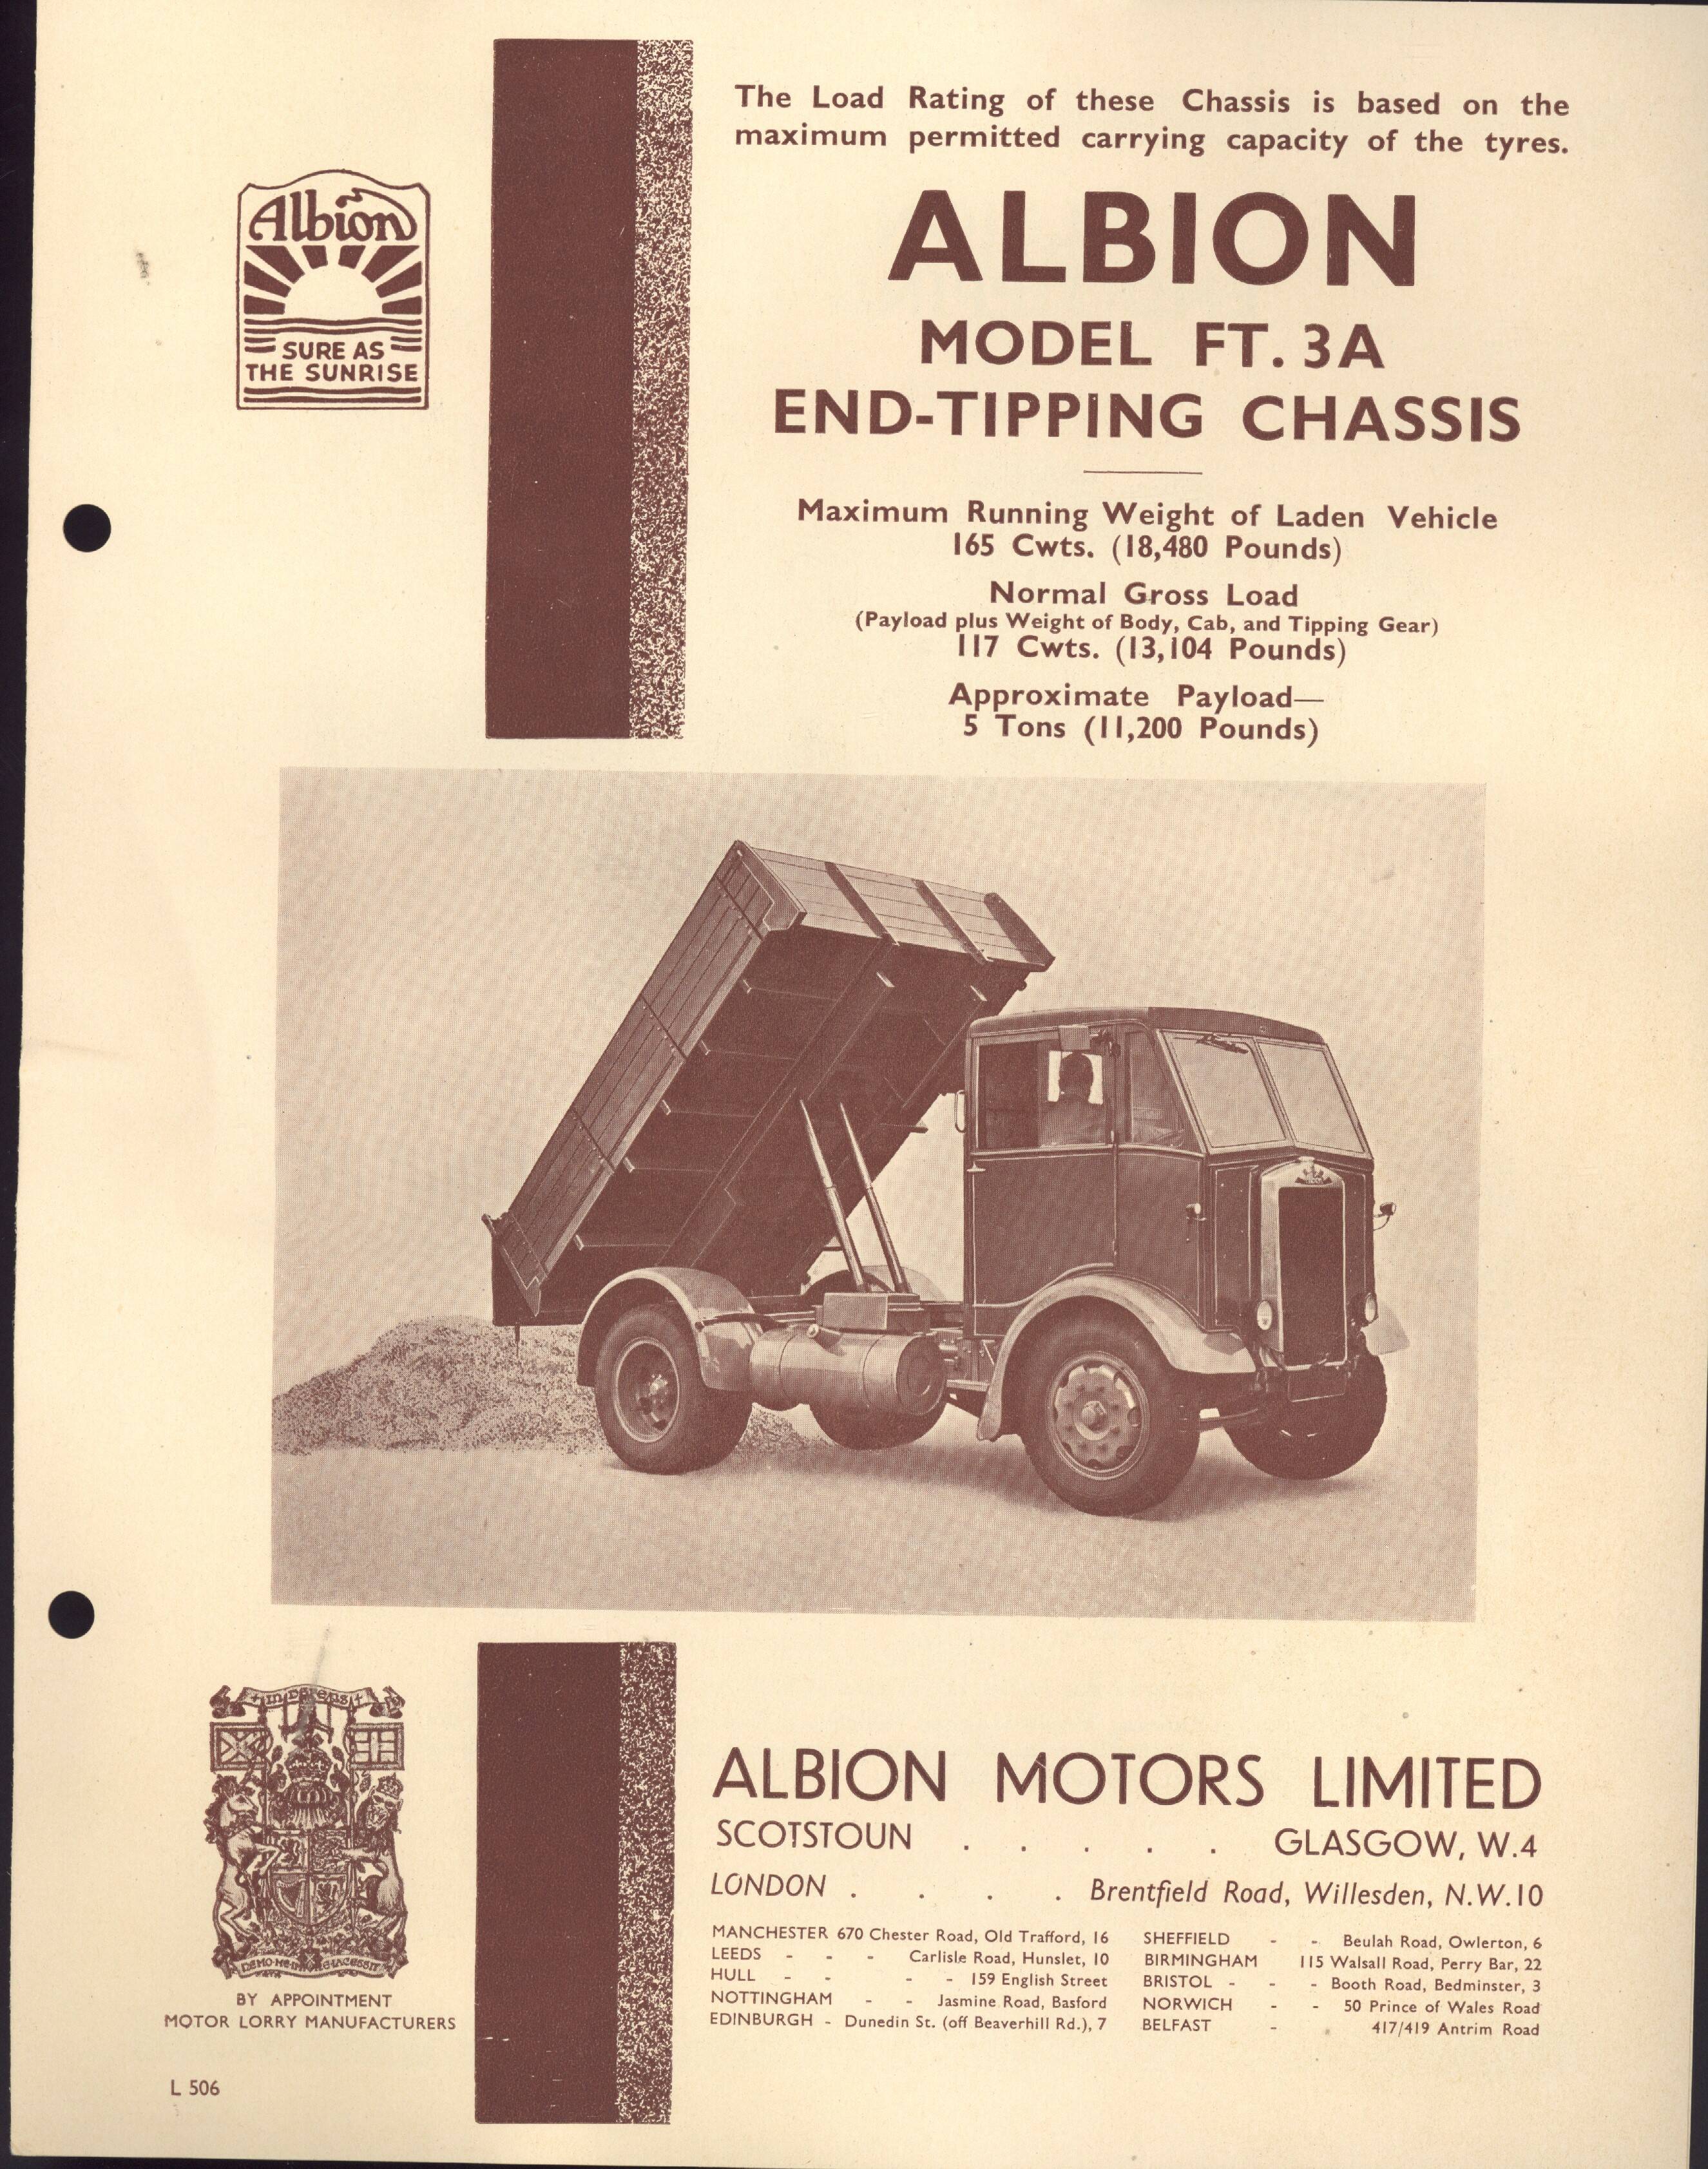 The Load Rating of these Chassis is based on the
maximum permitted carrying capacity of the tyres.
Albion
SURE AS
THE SUNRISE
ALBION
MODEL FT. 3A
END-TIPPING CHASSIS
Maximum Running Weight of Laden Vehicle
165 Cwts. (18,480 Pounds)
Normal Gross Load
(Payload plus Weight of Body, Cab, and Tipping Gear)
117 Cwts. (13,104 Pounds)
Approximate Payload—
5 Tons (11,200 Pounds)
IN DEFENS
NEMO ME IMPUNE LACESSIT
BY APPOINTMENT
MOTOR LORRY MANUFACTURERS
L 506
ALBION MOTORS LIMITED
SCOTSTOUN . . . . . GLASGOW, W.4
LONDON . . . . Brentfield Road, Willesden, N.W.10
MANCHESTER 670 Chester Road, Old Trafford, 16
LEEDS - - - Carlisle Road, Hunslet, 10
HULL - - - - 159 English Street
NOTTINGHAM - - Jasmine Road, Basford
EDINBURGH - Dunedin St. (off Beaverhill Rd.), 7
SHEFFIELD - - Beulah Road, Owlerton, 6
BIRMINGHAM 115 Walsall Road, Perry Bar, 22
BRISTOL - - - Booth Road, Bedminster, 3
NORWICH - - 50 Prince of Wales Road
BELFAST - - 417/419 Antrim Road